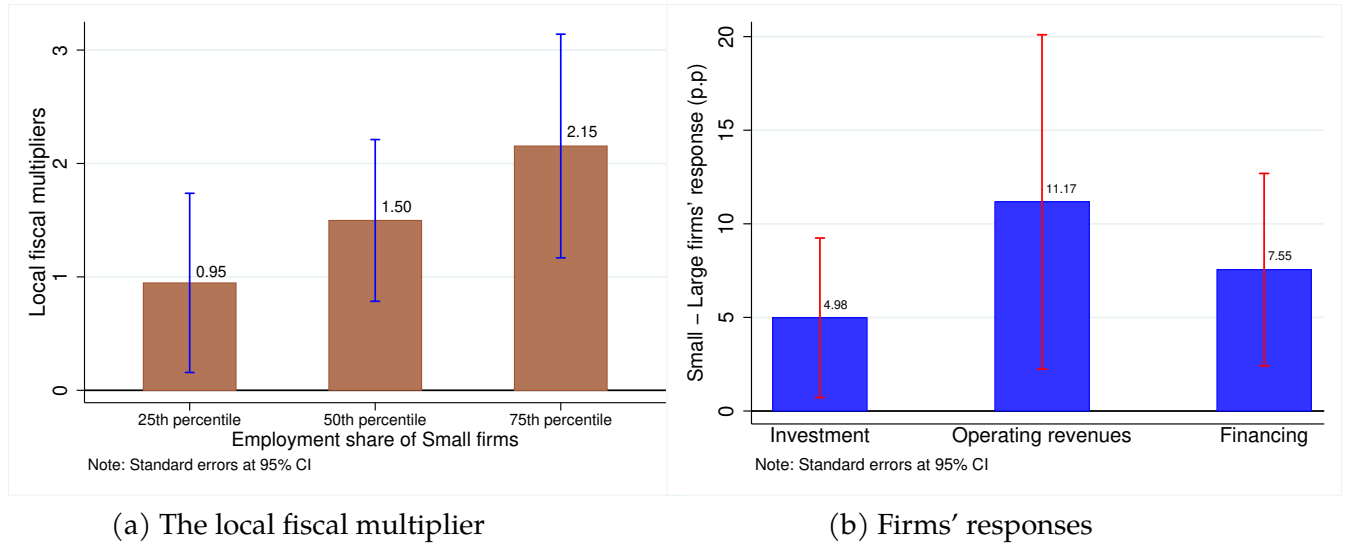 Local fiscal multipliers
3
2
1
0
0.95
1.50
2.15
25th percentile
50th percentile
75th percentile
Employment share of Small firms
Note: Standard errors at 95% CI
(a) The local fiscal multiplier
Small – Large firms' response (p.p)
20
15
10
5
0
4.98
11.17
7.55
Investment
Operating revenues
Financing
Note: Standard errors at 95% CI
(b) Firms' responses